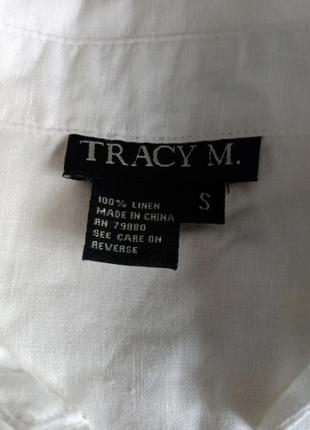 TRACY M.
100% LINEN
MADE IN CHINA
RN 79880
SEE CARE ON
REVERSE
S